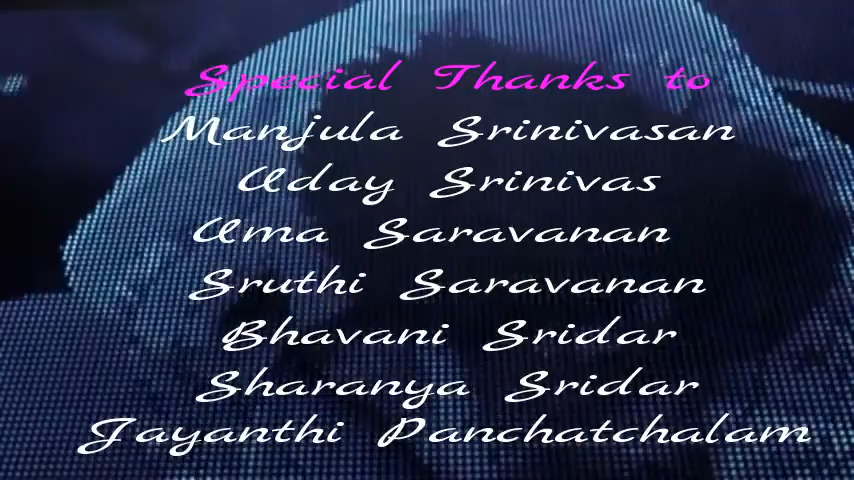 Special Thanks to
Manjula Srinivasan
Uday Srinivas
Uma Saravanan
Sruthi Saravanan
Bhavani Sridar
Sharanya Sridar
Jayanthi Panchatchalam